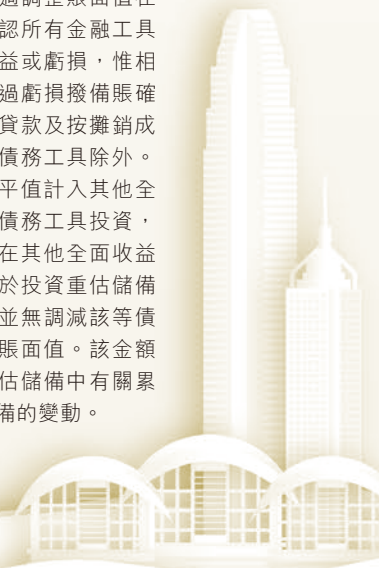 過調整賬面值在
認所有金融工具
益或虧損，惟相
過虧損撥備賬確
貸款及按攤銷成
債務工具除外。
平值計入其他全
債務工具投資，
在其他全面收益
於投資重估儲備
並無調減該等債
賬面值。該金額
估儲備中有關累
備的變動。